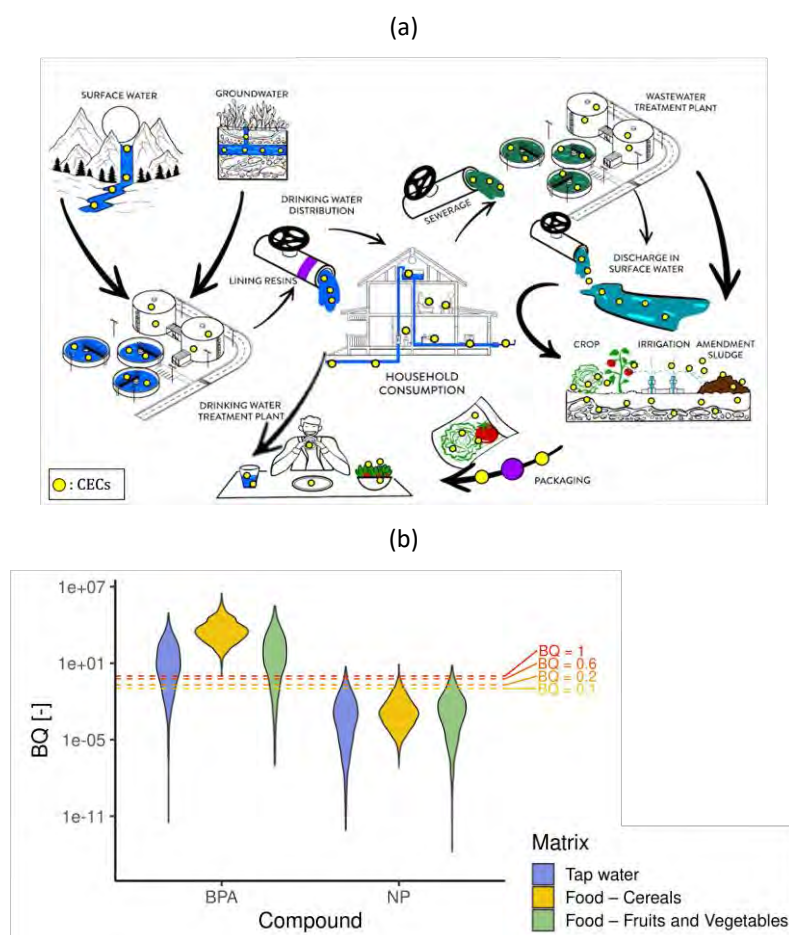 (a)
SURFACE WATER
GROUNDWATER
WASTEWATER
TREATMENT PLANT
DRINKING WATER
DISTRIBUTION
SEWERAGE
LINING RESINS
DISCHARGE IN
SURFACE WATER
CROP
IRRIGATION
AMENDMENT
SLUDGE
HOUSEHOLD
CONSUMPTION
DRINKING WATER
TREATMENT PLANT
PACKAGING
: CECs
(b)
1e+07
1e+01
1e-05
1e-11
BQ [-]
BQ = 1
BQ = 0.6
BQ = 0.2
BQ = 0.1
BPA
NP
Compound
Matrix
Tap water
Food – Cereals
Food – Fruits and Vegetables